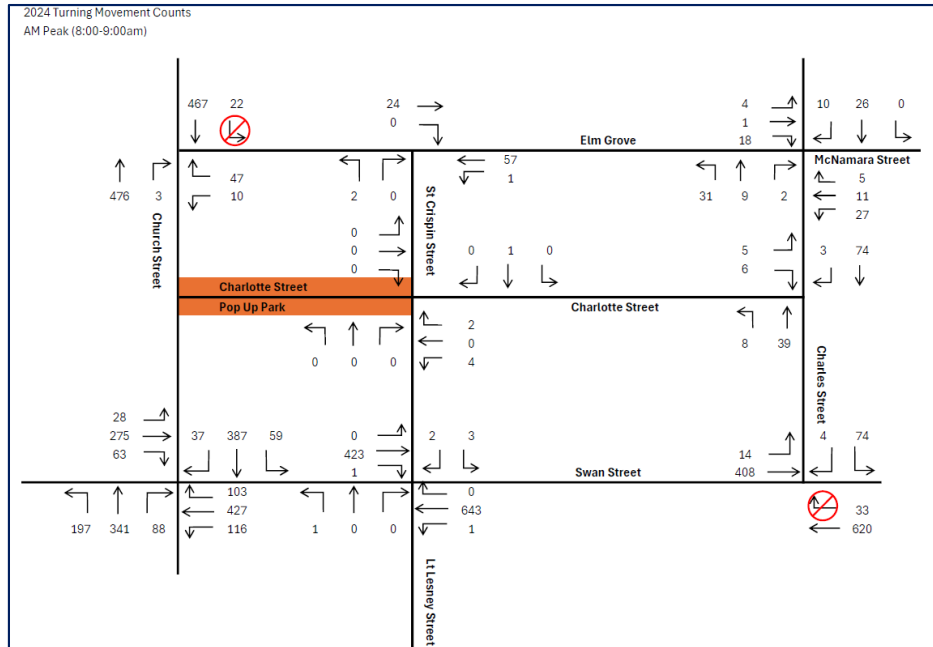 2024 Turning Movement Counts
AM Peak (8:00-9:00am)
467 22 24 4 10 26 0
0 1
Elm Grove 18
McNamara Street
57 5
476 3 47 1 31 9 2 11
10 2 0 27
Church Street
St Crispin Street
0 0 1 0 5 3 74
0 6
0
Charlotte Street
Pop Up Park Charlotte Street
2
0 8 39
0 0 0 4
Charles Street
28
275 37 387 59 0 2 3 4 74
63 423 14
1 Swan Street 408
103 0
427 643 33
197 341 88 116 1 0 0 1 620
Lt Lesney Street